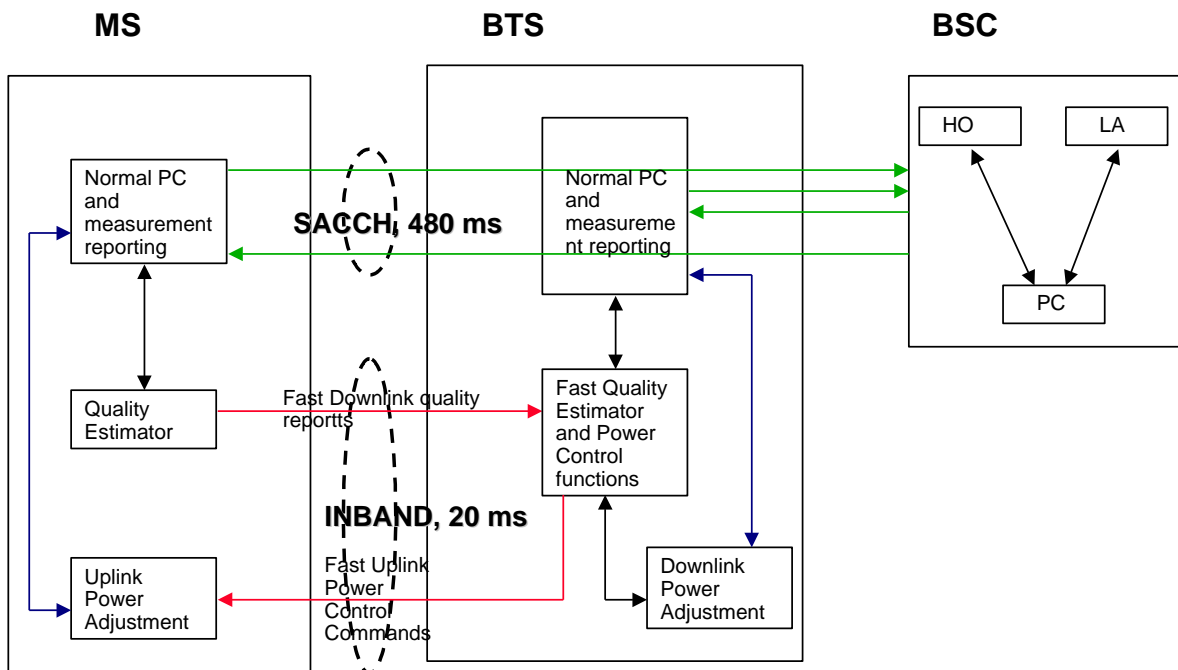 MS
BTS
BSC
HO
LA
Normal PC
and
measurement
reporting
SACCH, 480 ms
Normal PC
and
measureme
nt reporting
PC
Quality
Estimator
Fast Downlink quality
reportts
Fast Quality
Estimator
and Power
Control
functions
INBAND, 20 ms
Uplink
Power
Adjustment
Fast Uplink
Power
Control
Commands
Downlink
Power
Adjustment